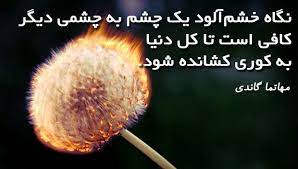 نگاه خشم‌آلود یک چشم به چشمی دیگر
کافی است تا کل دنیا
به کوری کشانده شود.
مهاتما گاندی